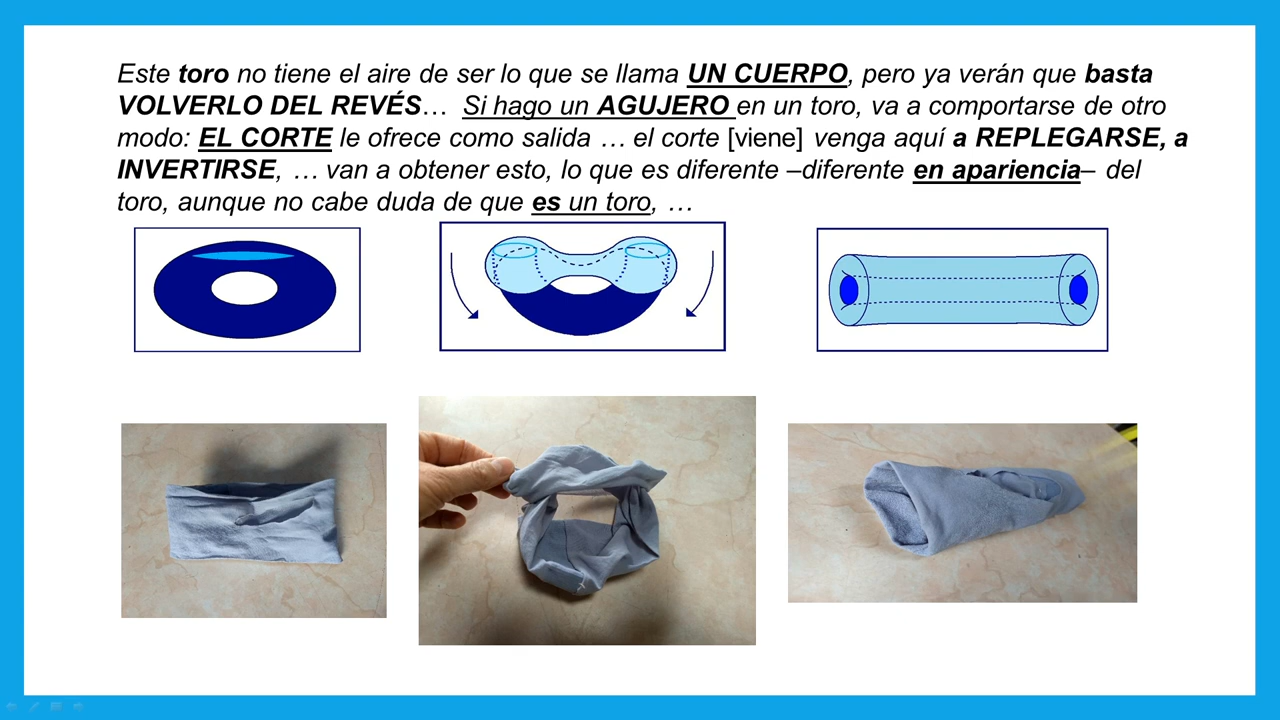 Este toro no tiene el aire de ser lo que se llama UN CUERPO, pero ya verán que basta
VOLVERLO DEL REVÉS… Si hago un AGUJERO en un toro, va a comportarse de otro
modo: EL CORTE le ofrece como salida … el corte [viene] venga aquí a REPLEGARSE, a
INVERTIRSE, … van a obtener esto, lo que es diferente –diferente en apariencia– del
toro, aunque no cabe duda de que es un toro, …